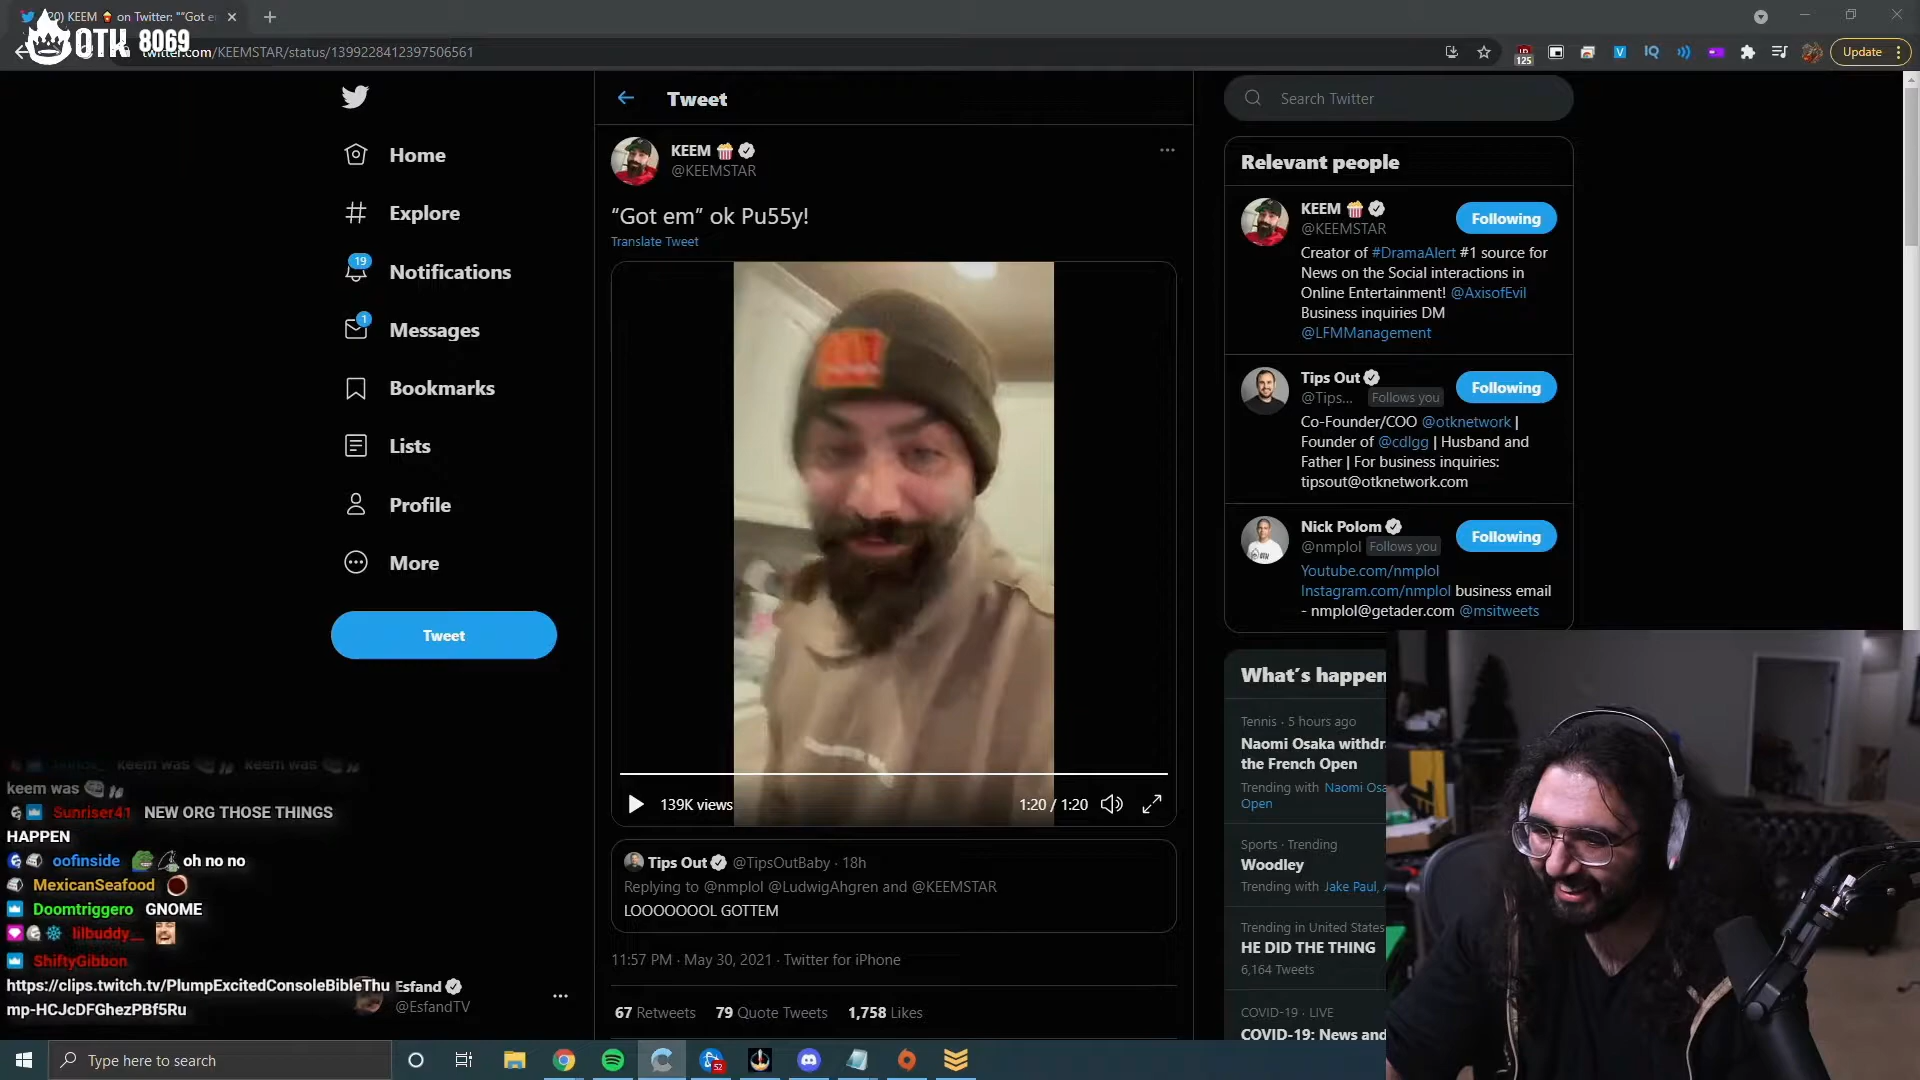 20) KEEM 🍿 on Twitter: "“Got e
OTK 8069
twitter.com/KEEMSTAR/status/1399228412397506561
125
Update
Home
Explore
19
Notifications
1
Messages
Bookmarks
Lists
Profile
More
Tweet
Esfand
@EsfandTV
Tweet
KEEM 🍿
@KEEMSTAR
“Got em” ok Pu55y!
Translate Tweet
139K views
1:20 / 1:20
Tips Out @TipsOutBaby · 18h
Replying to @nmplol @LudwigAhgren and @KEEMSTAR
LOOOOOOOL GOTTEM
11:57 PM · May 30, 2021 · Twitter for iPhone
67 Retweets 79 Quote Tweets 1,758 Likes
Search Twitter
Relevant people
KEEM 🍿
@KEEMSTAR
Following
Creator of #DramaAlert #1 source for
News on the Social interactions in
Online Entertainment! @AxisofEvil
Business inquiries DM
@LFMManagement
Tips Out
@Tips... Follows you
Following
Co-Founder/COO @otknetwork |
Founder of @cdlgg | Husband and
Father | For business inquiries:
tipsout@otknetwork.com
Nick Polom
@nmplol Follows you
Following
Youtube.com/nmplol
Instagram.com/nmplol business email
- nmplol@getader.com @msitweets
What’s happen
Tennis · 5 hours ago
Naomi Osaka withdr
the French Open
Trending with Naomi Osa
Open
Sports · Trending
Woodley
Trending with Jake Paul,
Trending in United States
HE DID THE THING
6,164 Tweets
COVID-19 · LIVE
COVID-19: News and
keem was keem was
keem was
Sunriser41 NEW ORG THOSE THINGS
HAPPEN
oofinside oh no no
MexicanSeafood
Doomtriggero GNOME
lilbuddy__
ShiftyGibbon
https://clips.twitch.tv/PlumpExcitedConsoleBibleThu
mp-HCJcDFGhezPBf5Ru
Type here to search
52